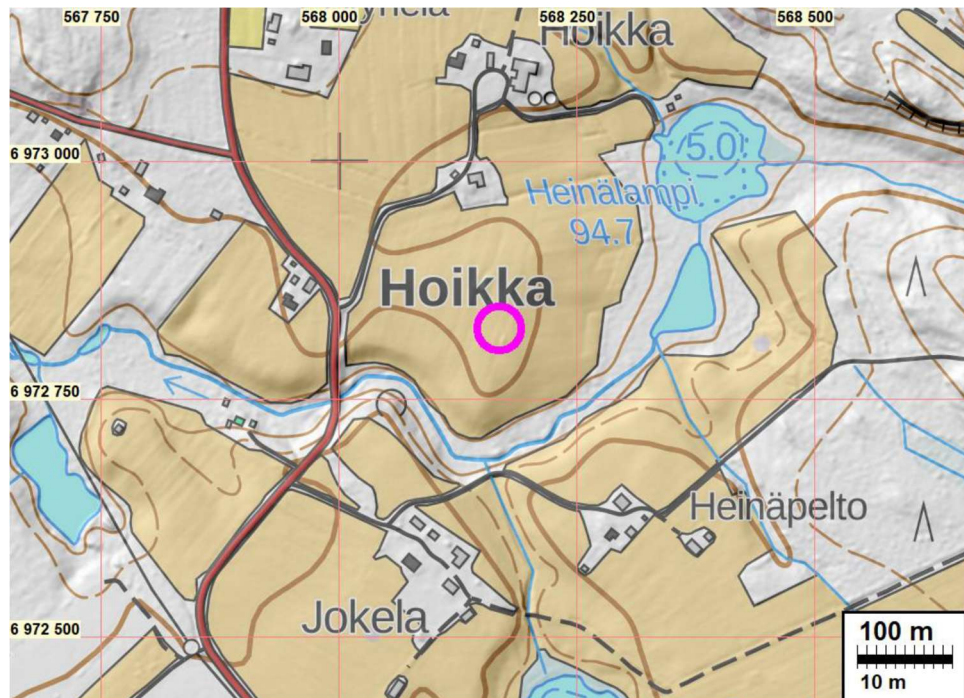 567 750
568 000
568 250
568 500
Hoikka
6 973 000
5.0
Heinälampi
94.7
Hoikka
6 972 750
Heinäpelto
Jokela
6 972 500
100 m
10 m